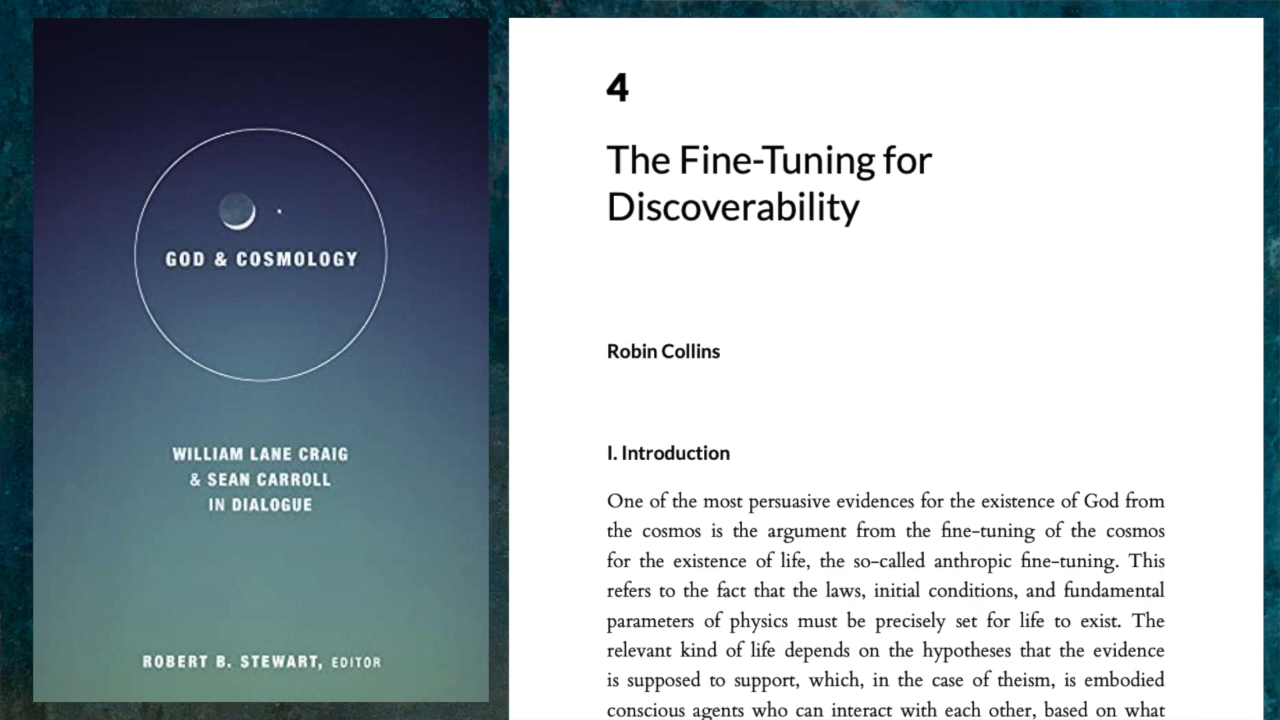 GOD & COSMOLOGY
WILLIAM LANE CRAIG
& SEAN CARROLL
IN DIALOGUE
ROBERT B. STEWART, EDITOR
4
The Fine-Tuning for
Discoverability
Robin Collins
I. Introduction
One of the most persuasive evidences for the existence of God from
the cosmos is the argument from the fine-tuning of the cosmos
for the existence of life, the so-called anthropic fine-tuning. This
refers to the fact that the laws, initial conditions, and fundamental
parameters of physics must be precisely set for life to exist. The
relevant kind of life depends on the hypotheses that the evidence
is supposed to support, which, in the case of theism, is embodied
conscious agents who can interact with each other, based on what